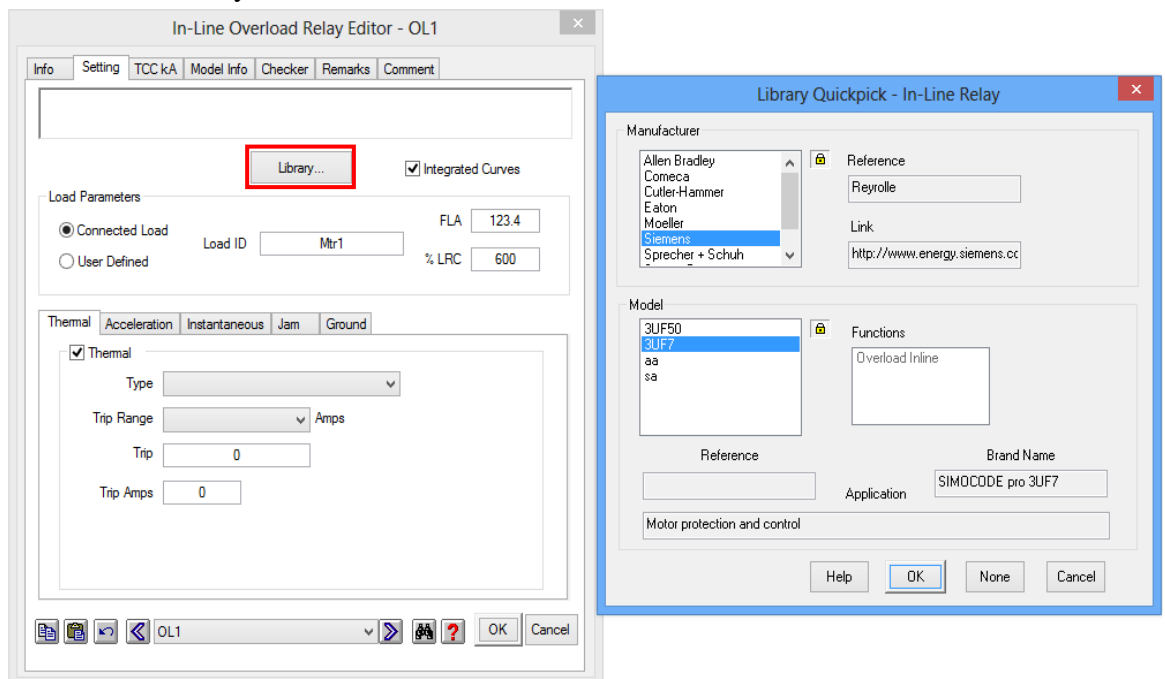 In-Line Overload Relay Editor - OL1
Info Setting TCC kA Model Info Checker Remarks Comment
Library...
Integrated Curves
Load Parameters
Connected Load
User Defined
Load ID Mtr1
FLA 123.4
% LRC 600
Thermal Acceleration Instantaneous Jam Ground
Thermal
Type
Trip Range Amps
Trip 0
Trip Amps 0
OL1
OK Cancel
Library Quickpick - In-Line Relay
Manufacturer
Allen Bradley
Comeca
Cutler-Hammer
Eaton
Moeller
Siemens
Sprecher + Schuh
Reference
Reyrolle
Link
http://www.energy.siemens.cc
Model
3UF50
3UF7
aa
sa
Functions
Overload Inline
Reference
Brand Name
Application
SIMOCODE pro 3UF7
Motor protection and control
Help OK None Cancel